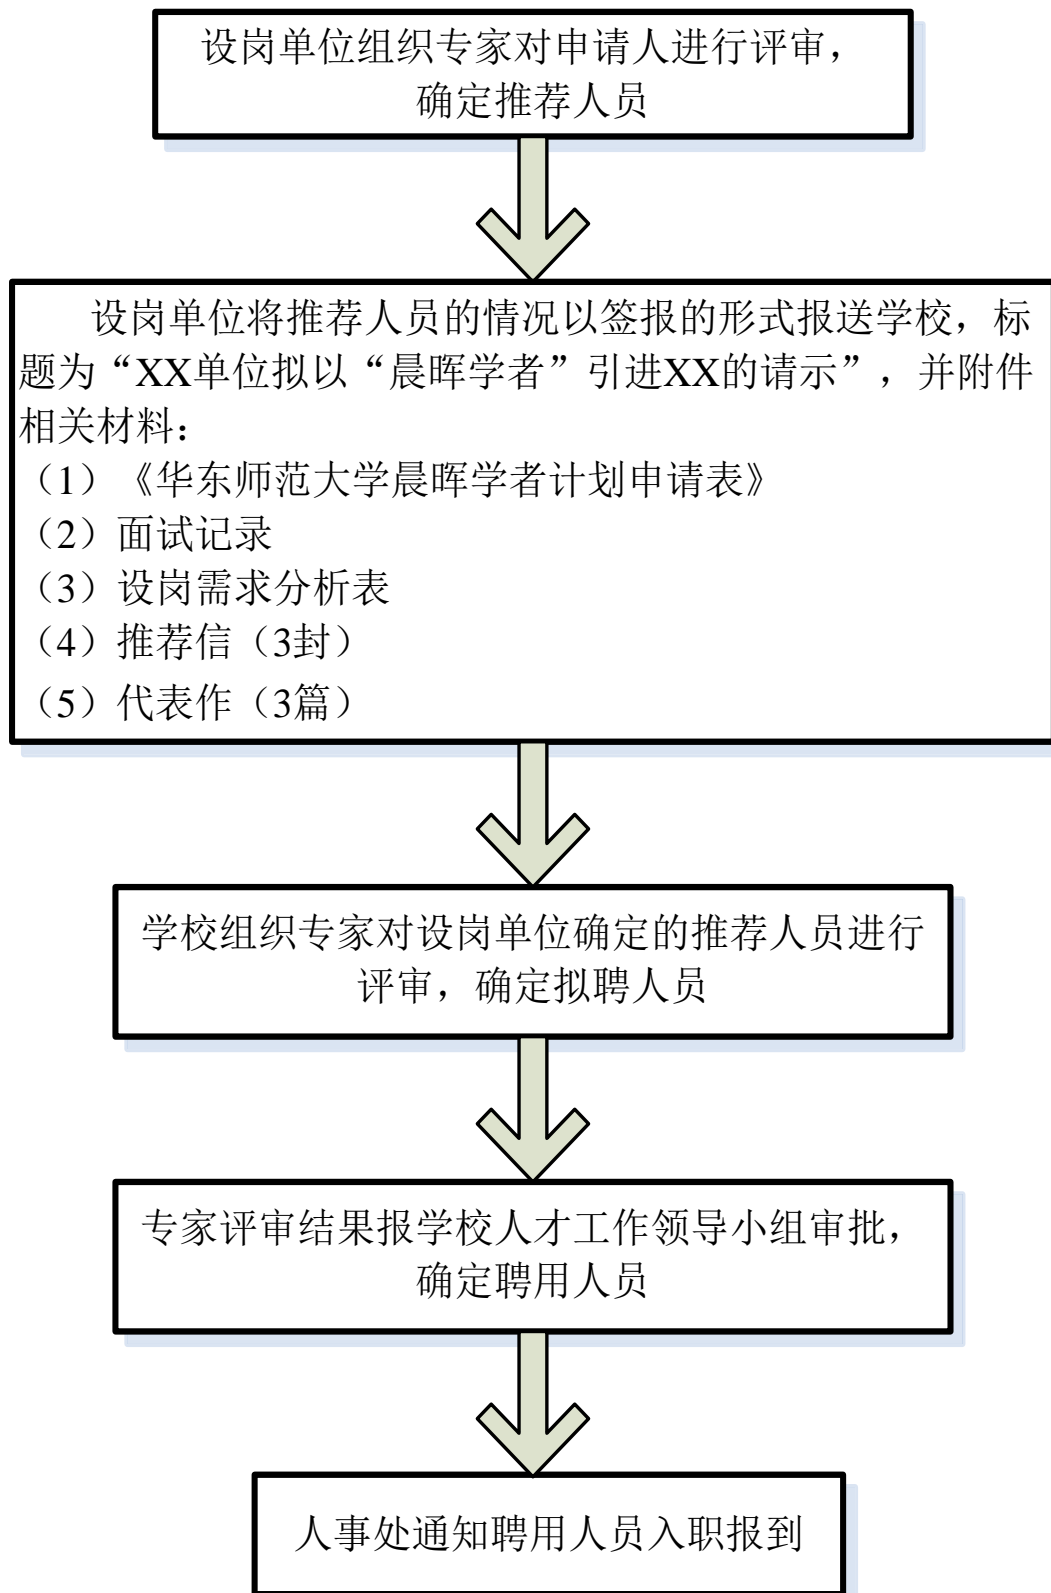 设岗单位组织专家对申请人进行评审，
确定推荐人员
设岗单位将推荐人员的情况以签报的形式报送学校，标
题为“XX单位拟以“晨晖学者”引进XX的请示”，并附件
相关材料：
（1）《华东师范大学晨晖学者计划申请表》
（2）面试记录
（3）设岗需求分析表
（4）推荐信（3封）
（5）代表作（3篇）
学校组织专家对设岗单位确定的推荐人员进行
评审，确定拟聘人员
专家评审结果报学校人才工作领导小组审批，
确定聘用人员
人事处通知聘用人员入职报到